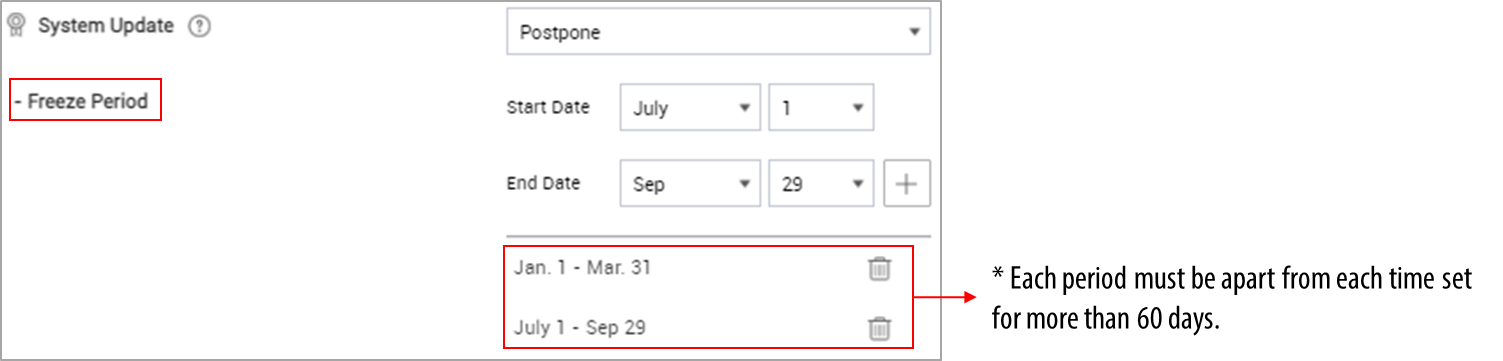 System Update ?
Postpone
- Freeze Period
Start Date July 1
End Date Sep 29 +
Jan. 1 - Mar. 31
July 1 - Sep 29
* Each period must be apart from each time set
for more than 60 days.